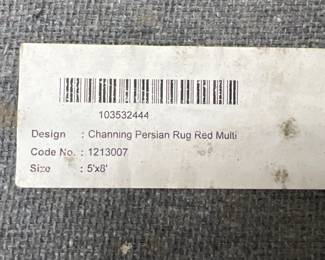 103532444
Design : Channing Persian Rug Red Multi
Code No. : 1213007
Size : 5'x8'